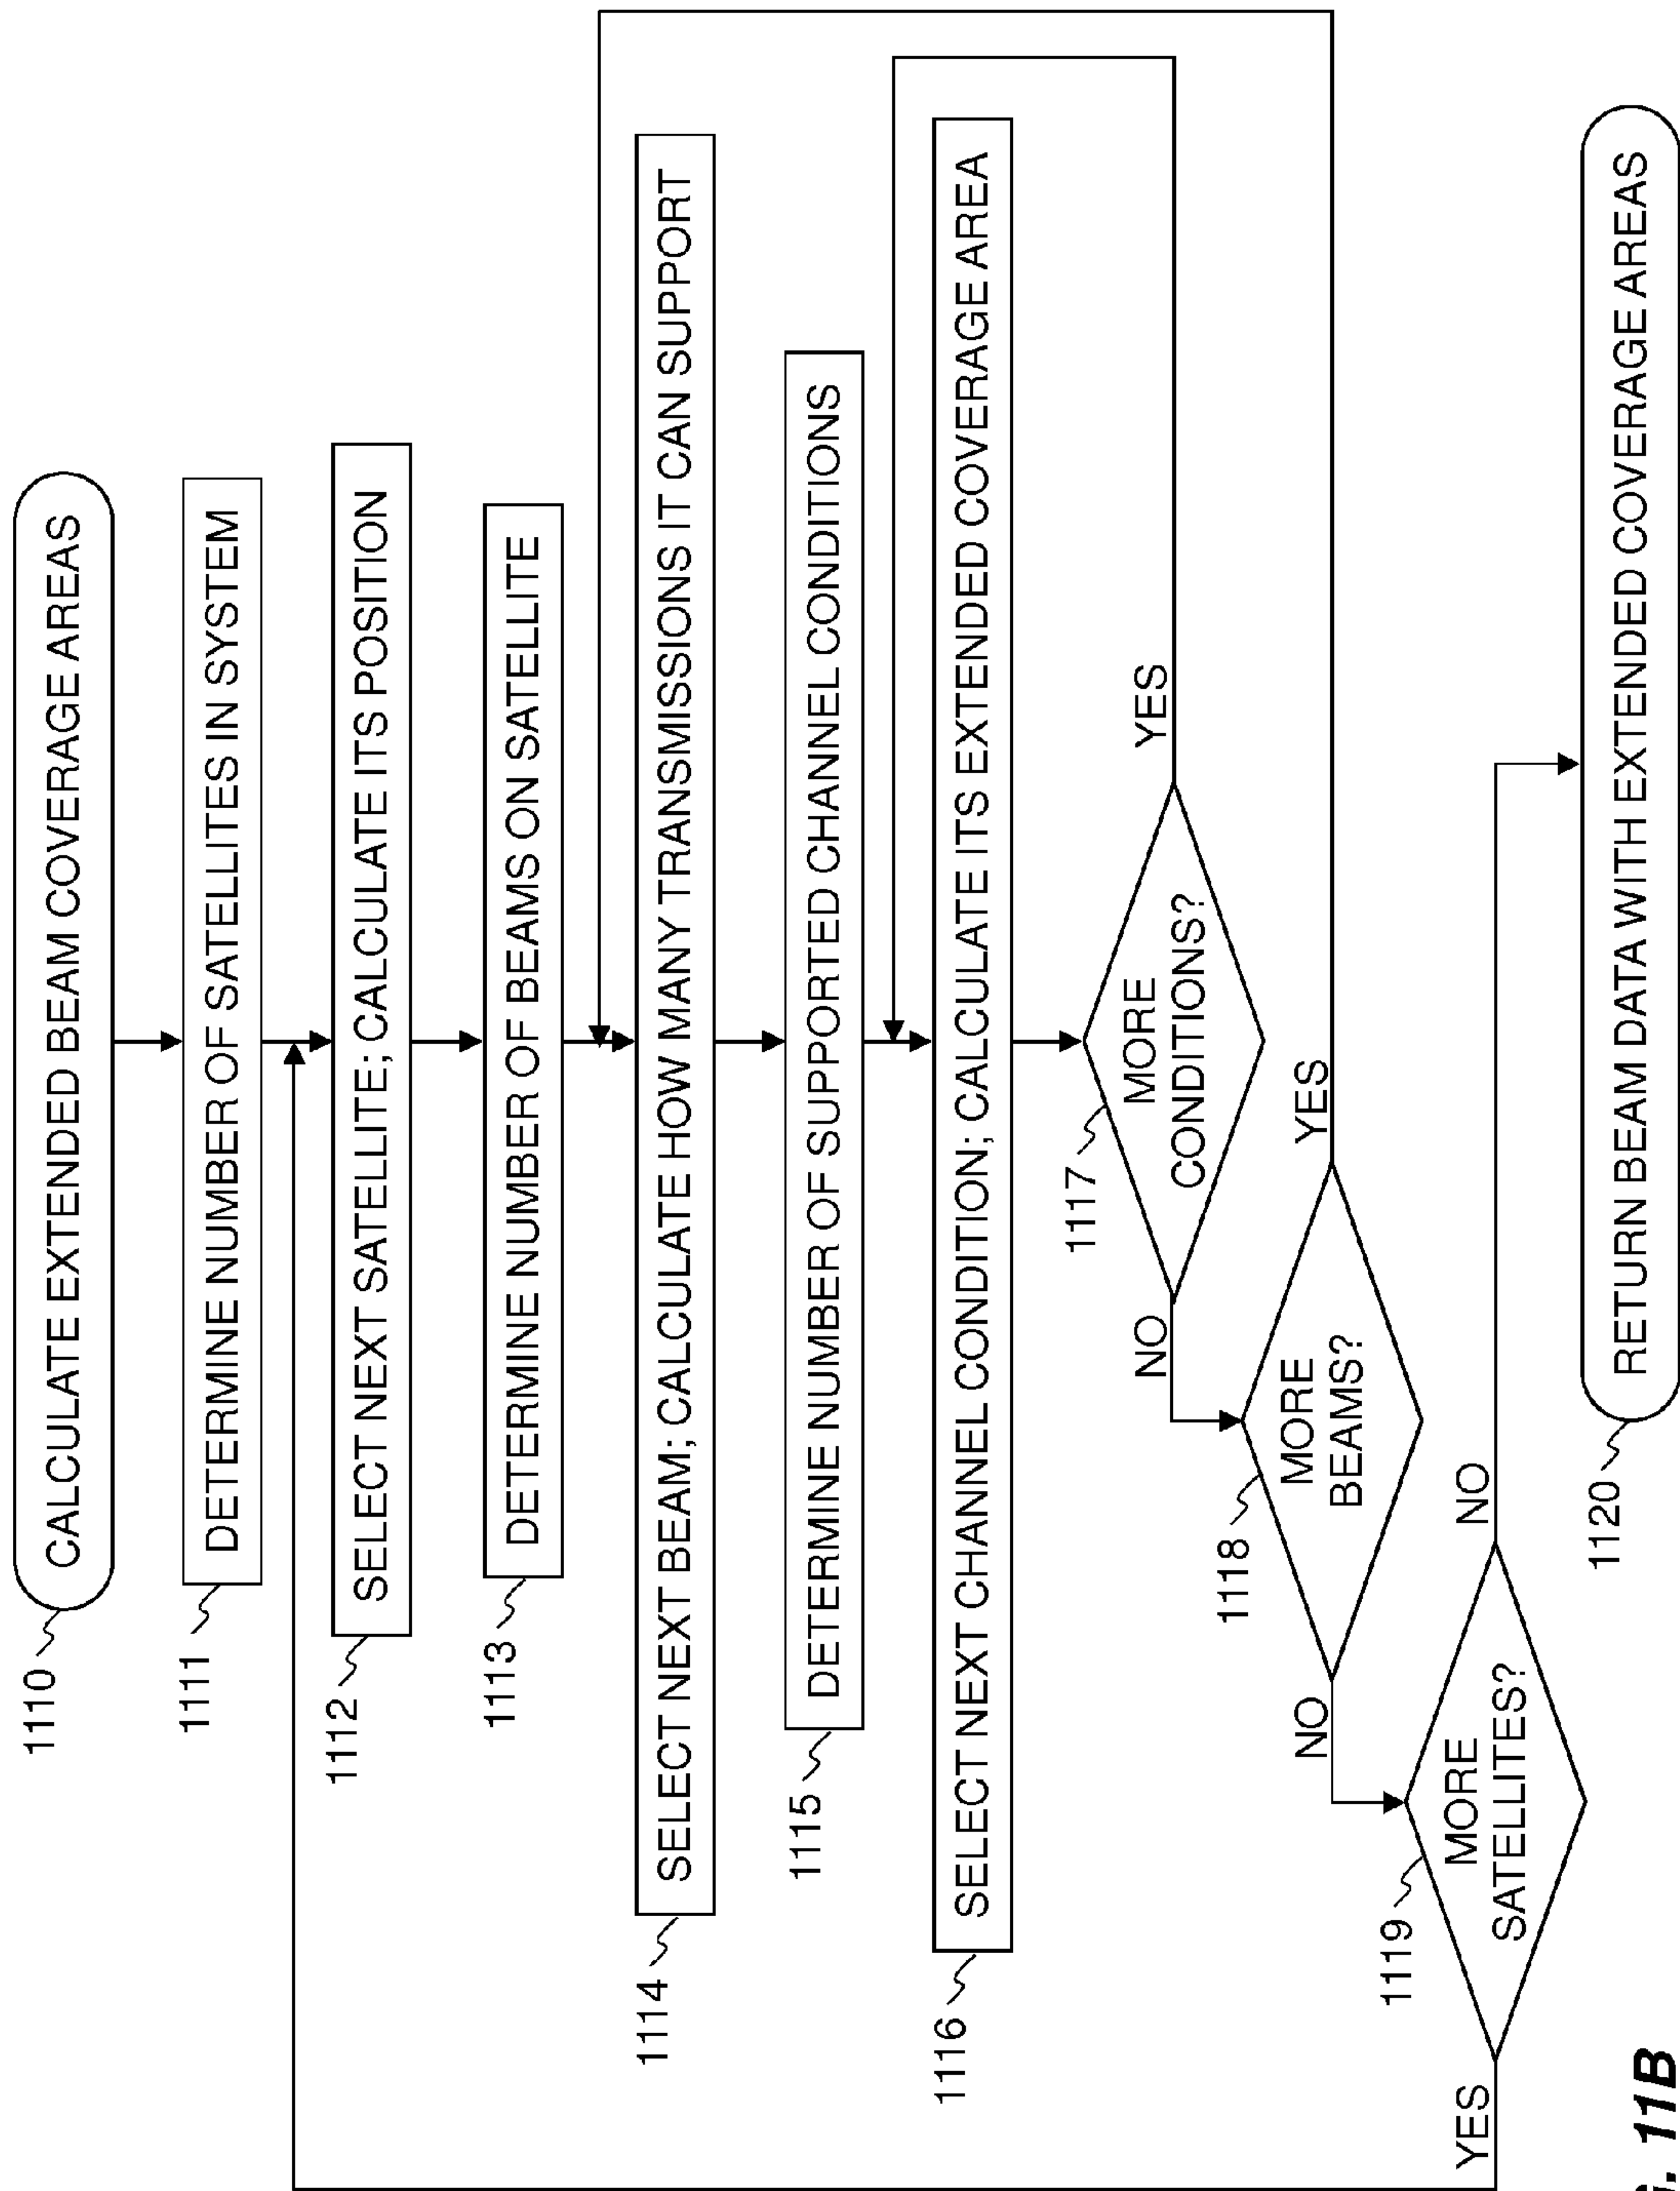 1110
CALCULATE EXTENDED BEAM COVERAGE AREAS
1111
DETERMINE NUMBER OF SATELLITES IN SYSTEM
1112
SELECT NEXT SATELLITE; CALCULATE ITS POSITION
1113
DETERMINE NUMBER OF BEAMS ON SATELLITE
1114
SELECT NEXT BEAM; CALCULATE HOW MANY TRANSMISSIONS IT CAN SUPPORT
1115
DETERMINE NUMBER OF SUPPORTED CHANNEL CONDITIONS
1116
SELECT NEXT CHANNEL CONDITION; CALCULATE ITS EXTENDED COVERAGE AREA
1117
MORE
CONDITIONS?
YES
NO
1118
MORE
BEAMS?
YES
NO
1119
MORE
SATELLITES?
YES
NO
1120
RETURN BEAM DATA WITH EXTENDED COVERAGE AREAS
11B